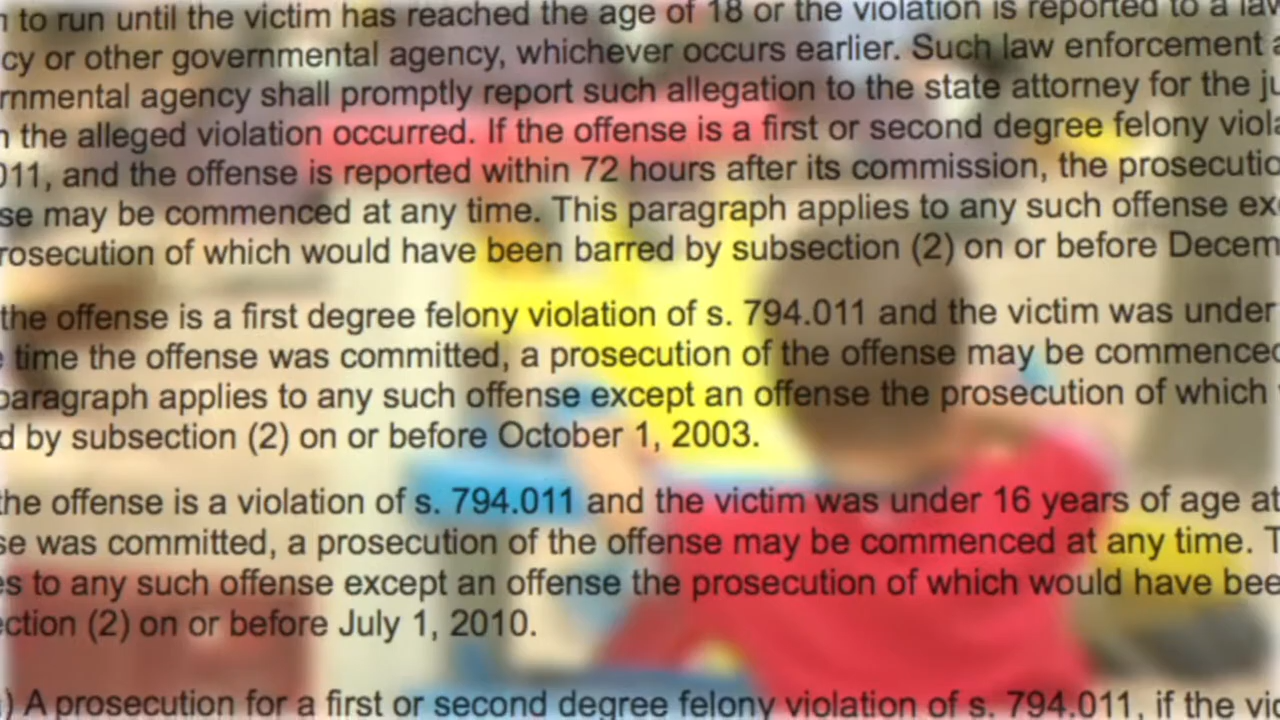 to run until the victim has reached the age of 18 or the violation is reported to a
cy or other governmental agency, whichever occurs earlier. Such law enforcement
rnmental agency shall promptly report such allegation to the state attorney for the
the alleged violation occurred. If the offense is a first or second degree felony
011, and the offense is reported within 72 hours after its commission, the prosecutio
se may be commenced at any time. This paragraph applies to any such offense exc
rosecution of which would have been barred by subsection (2) on or before Decem
the offense is a first degree felony violation of s. 794.011 and the victim was under
time the offense was committed, a prosecution of the offense may be commenced
paragraph applies to any such offense except an offense the prosecution of which
d by subsection (2) on or before October 1, 2003.
the offense is a violation of s. 794.011 and the victim was under 16 years of age at
se was committed, a prosecution of the offense may be commenced at any time. T
es to any such offense except an offense the prosecution of which would have bee
ction (2) on or before July 1, 2010.
) A prosecution for a first or second degree felony violation of s. 794.011, if the vic